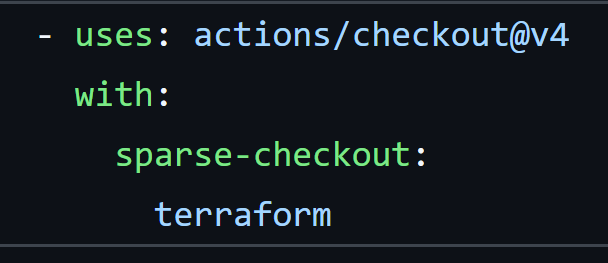 - uses: actions/checkout@v4
  with:
    sparse-checkout:
      terraform